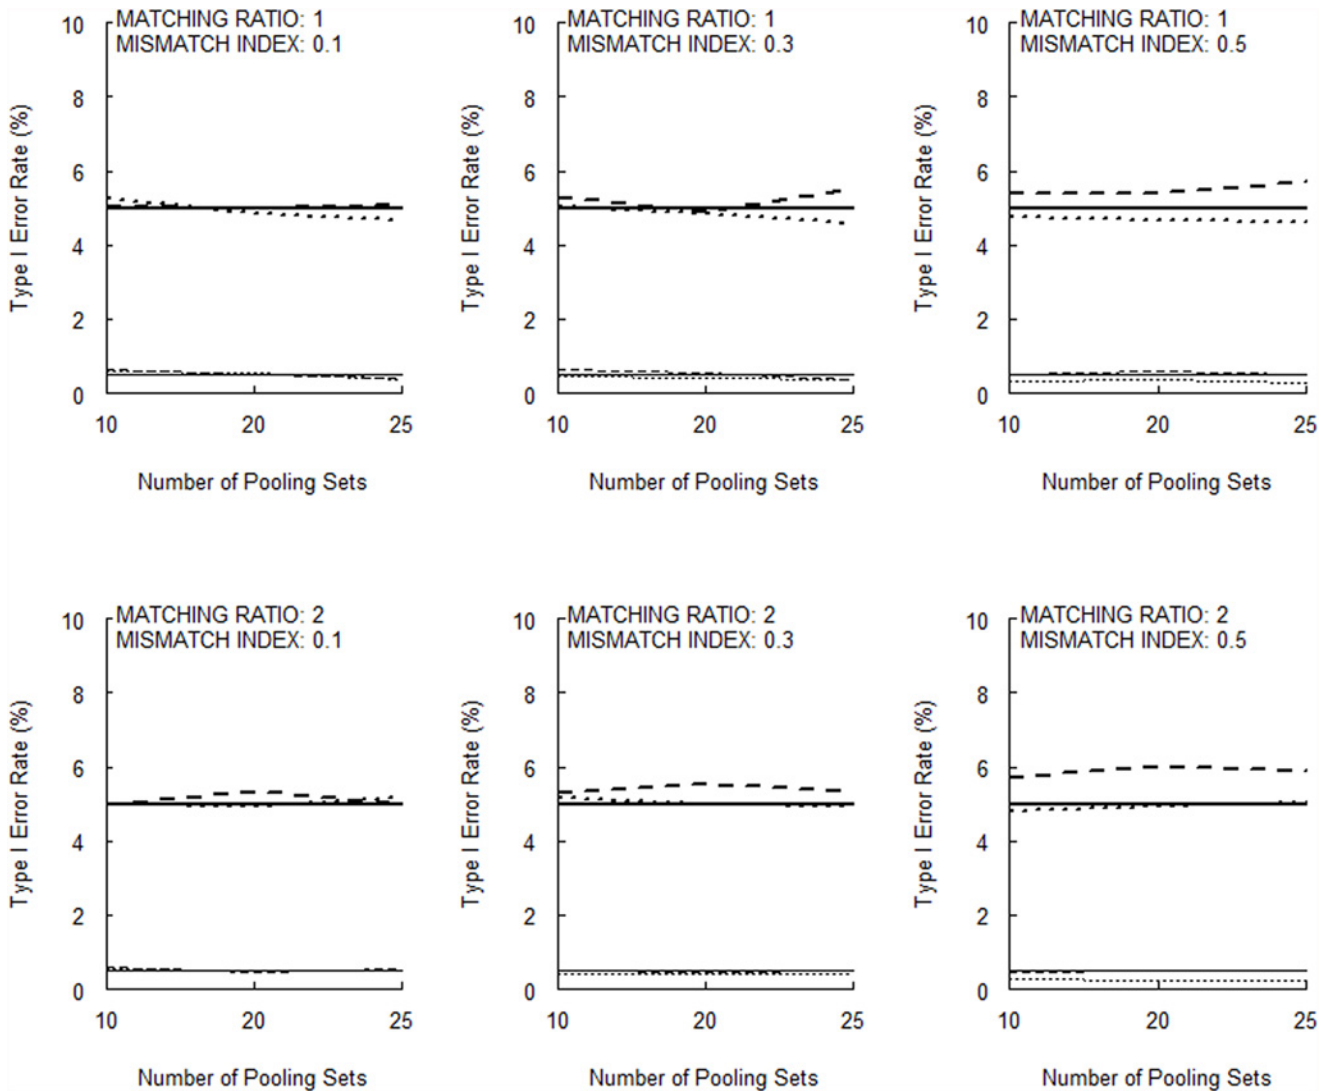 MATCHING RATIO: 1
MISMATCH INDEX: 0.1
Type I Error Rate (%)
10
8
6
4
2
0
10 20 25
Number of Pooling Sets
MATCHING RATIO: 1
MISMATCH INDEX: 0.3
Type I Error Rate (%)
10
8
6
4
2
0
10 20 25
Number of Pooling Sets
MATCHING RATIO: 1
MISMATCH INDEX: 0.5
Type I Error Rate (%)
10
8
6
4
2
0
10 20 25
Number of Pooling Sets
MATCHING RATIO: 2
MISMATCH INDEX: 0.1
Type I Error Rate (%)
10
8
6
4
2
0
10 20 25
Number of Pooling Sets
MATCHING RATIO: 2
MISMATCH INDEX: 0.3
Type I Error Rate (%)
10
8
6
4
2
0
10 20 25
Number of Pooling Sets
MATCHING RATIO: 2
MISMATCH INDEX: 0.5
Type I Error Rate (%)
10
8
6
4
2
0
10 20 25
Number of Pooling Sets